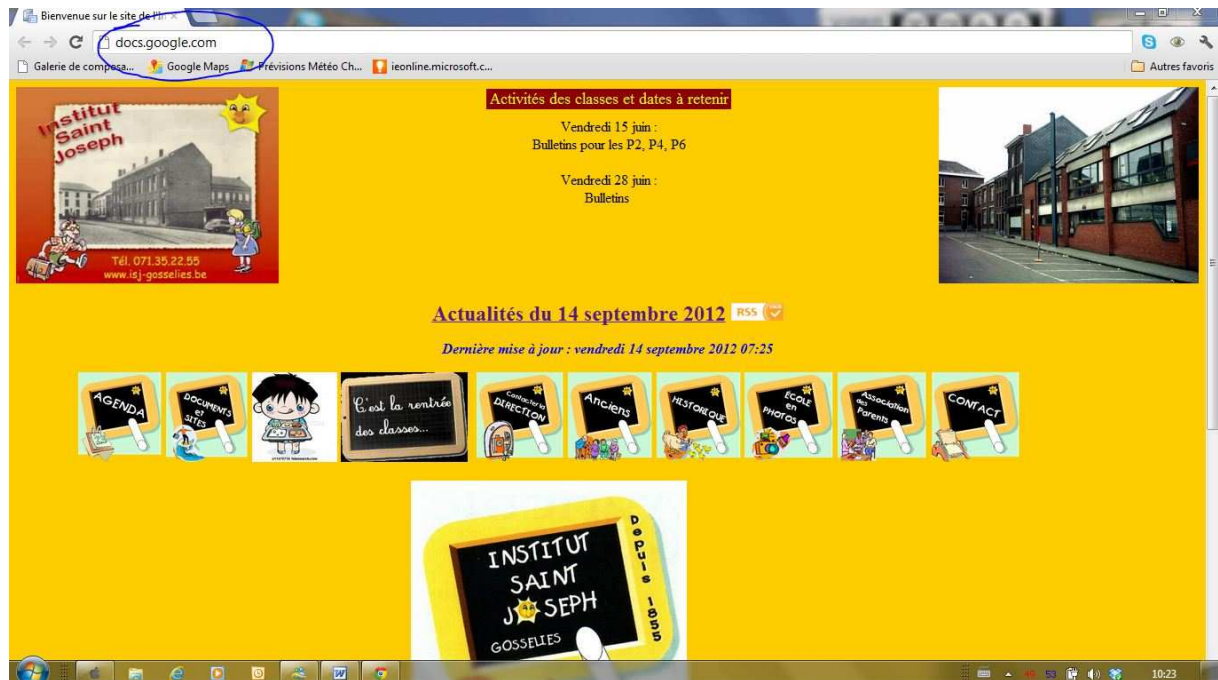 Bienvenue sur le site de l'In
docs.google.com
Galerie de composa...
Google Maps
Prévisions Météo Ch...
ieonline.microsoft.c...
Autres favoris
Institut
Saint
Joseph
Tél. 071.35.22.55
www.isj-gosselies.be
Activités des classes et dates à retenir
Vendredi 15 juin :
Bulletins pour les P2, P4, P6
Vendredi 28 juin :
Bulletins
Actualités du 14 septembre 2012
RSS
Dernière mise à jour : vendredi 14 septembre 2012 07:25
AGENDA
DOCUMENTS
et
SITES
C'est la rentrée
des classes...
DIRECTION
Anciens
HISTORIQUE
ECOLE
en
PHOTOS
Association
des
Parents
CONTACT
INSTITUT
SAINT
JOSEPH
GOSSELIES
Depuis 1855
53
10:23